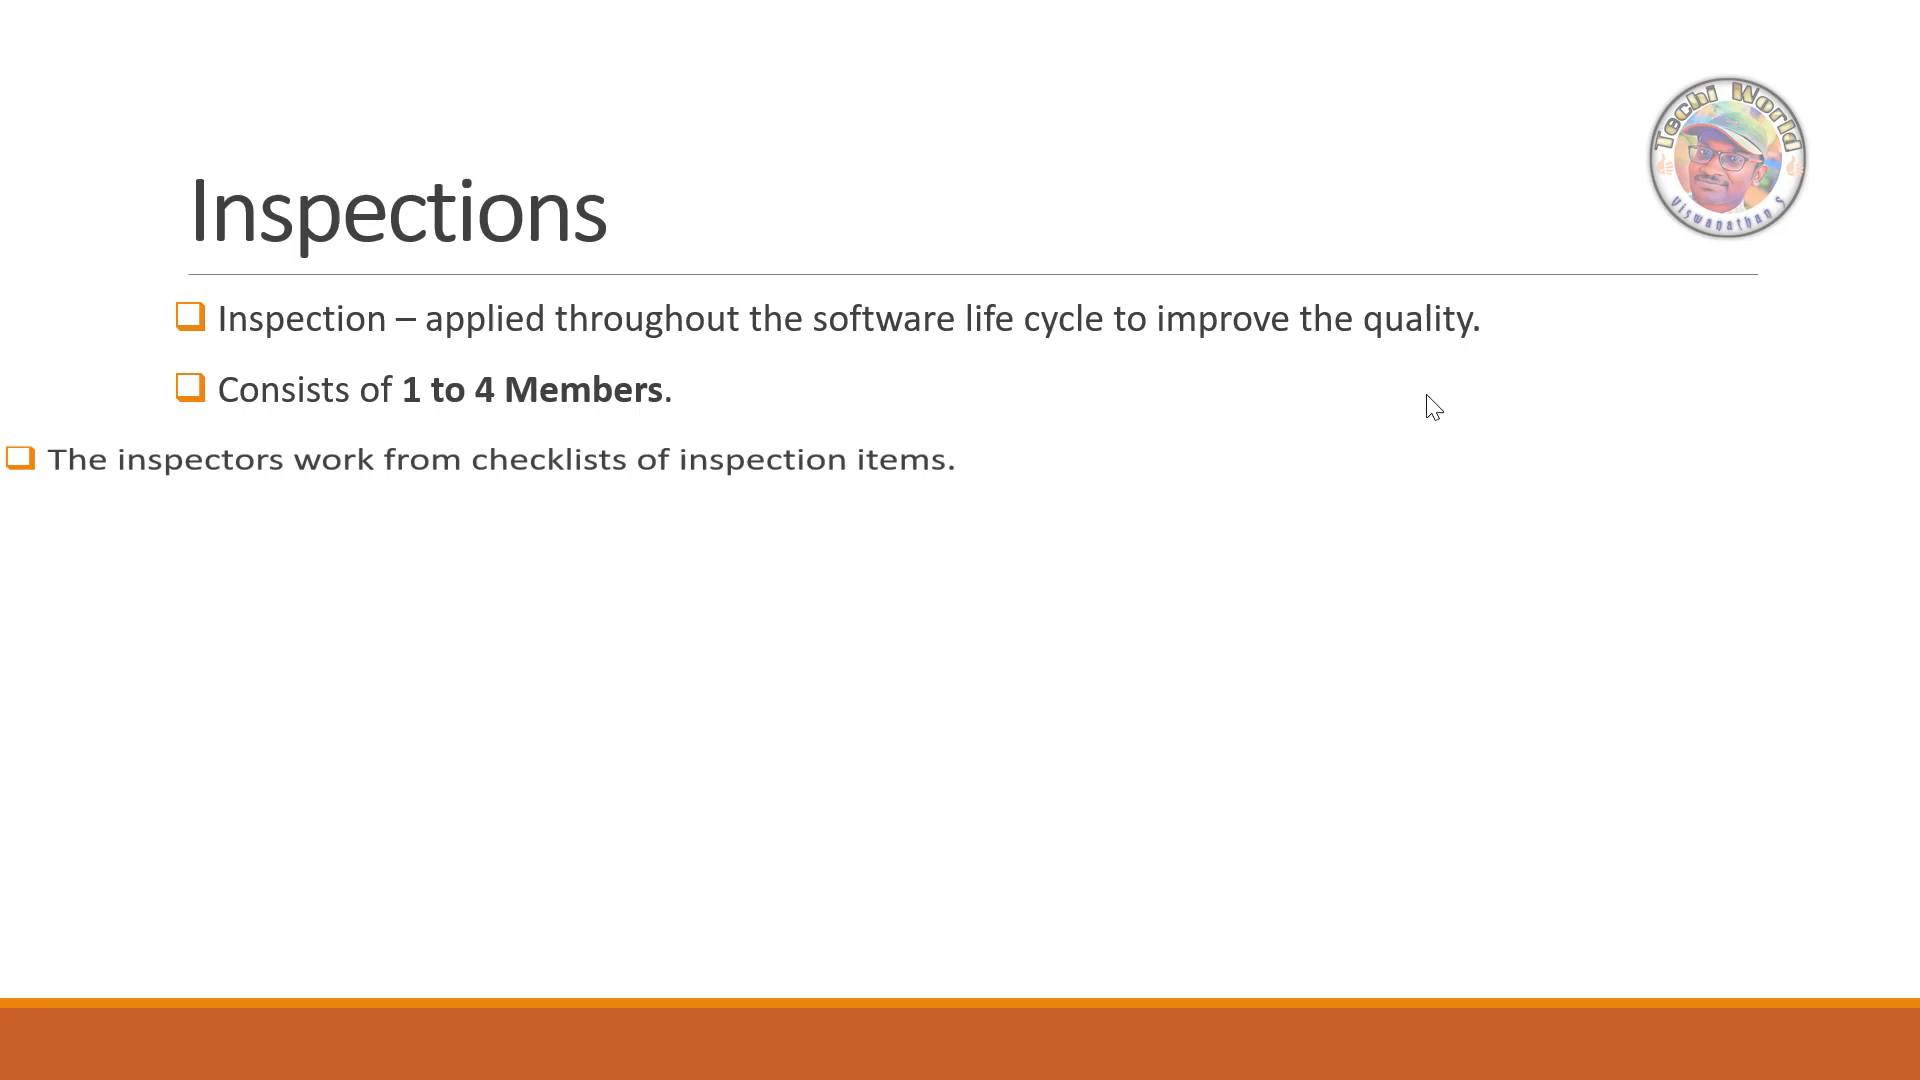 Techi World
Viswanathan S
Inspections
Inspection – applied throughout the software life cycle to improve the quality.
Consists of 1 to 4 Members.
The inspectors work from checklists of inspection items.